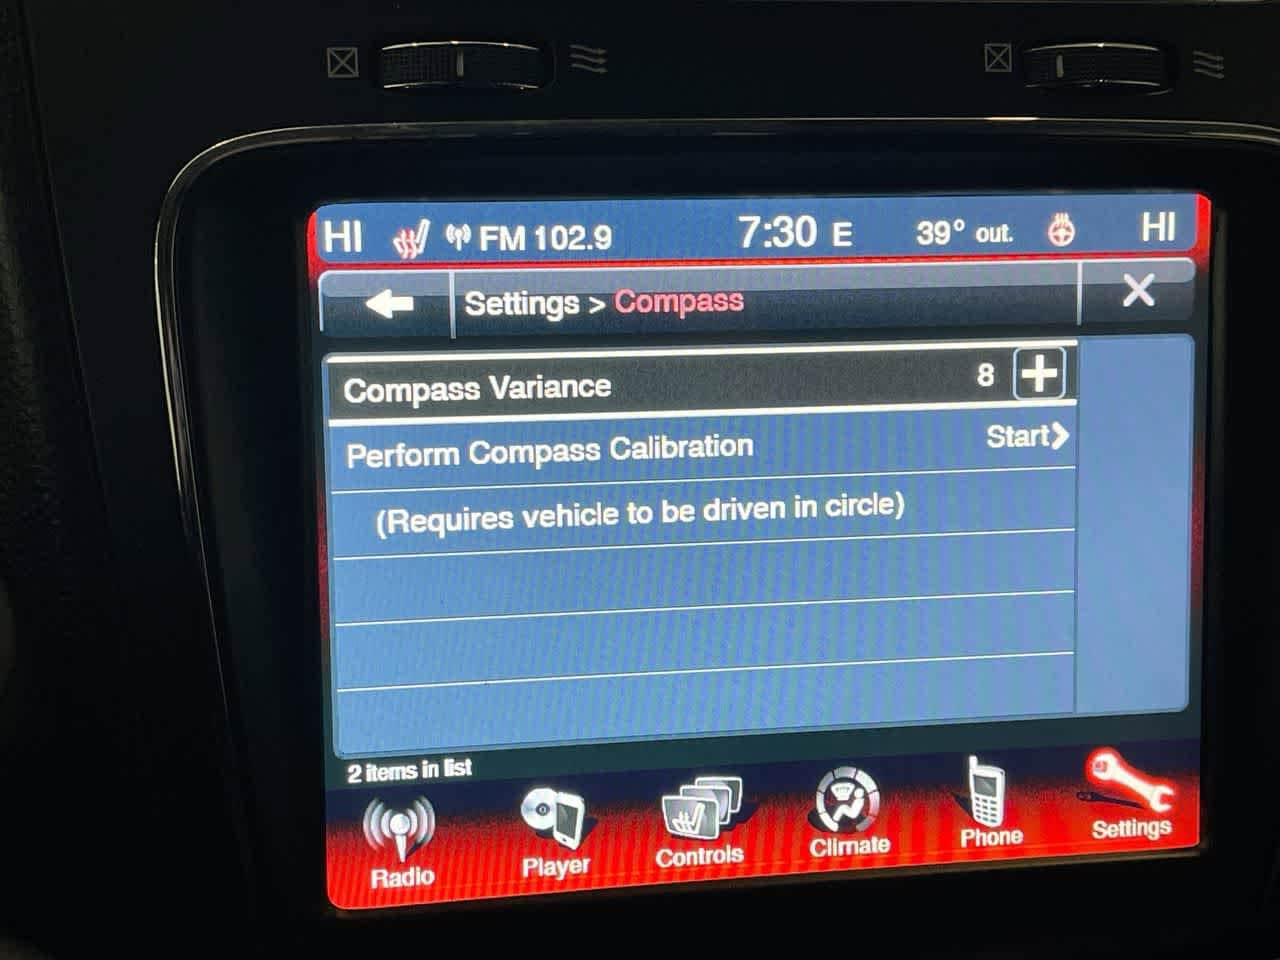 HI FM 102.9 7:30 E 39° out. HI
Settings > Compass
Compass Variance 8
Perform Compass Calibration Start
(Requires vehicle to be driven in circle)
2 items in list
Radio Player Controls Climate Phone Settings